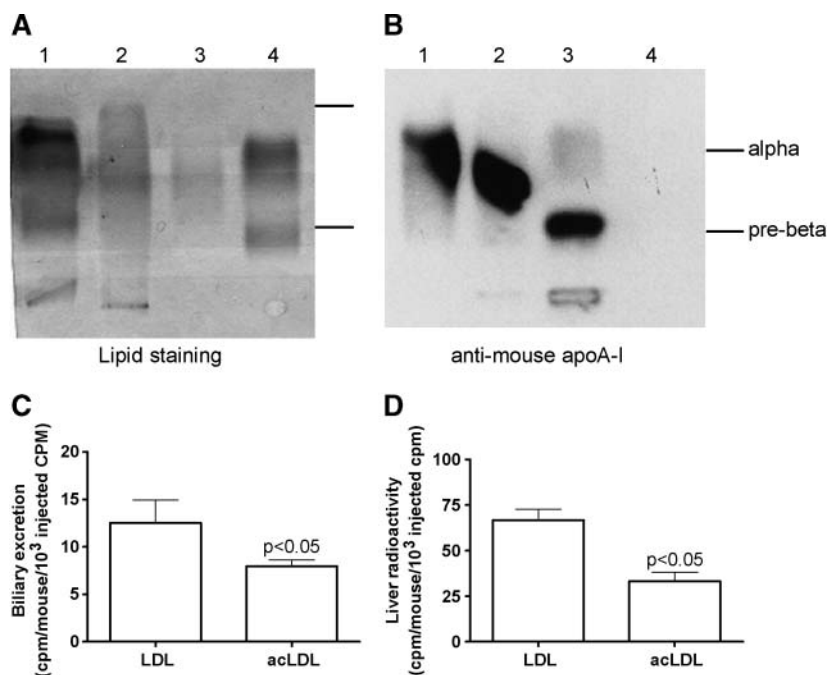 A
B
1 2 3 4
1 2 3 4
alpha
pre-beta
Lipid staining
anti-mouse apoA-I
C
D
Biliary excretion
(cpm/mouse/10³ injected CPM)
20
15
10
5
0
p<0.05
LDL acLDL
Liver radioactivity
(cpm/mouse/10³ injected cpm)
100
75
50
25
0
p<0.05
LDL acLDL